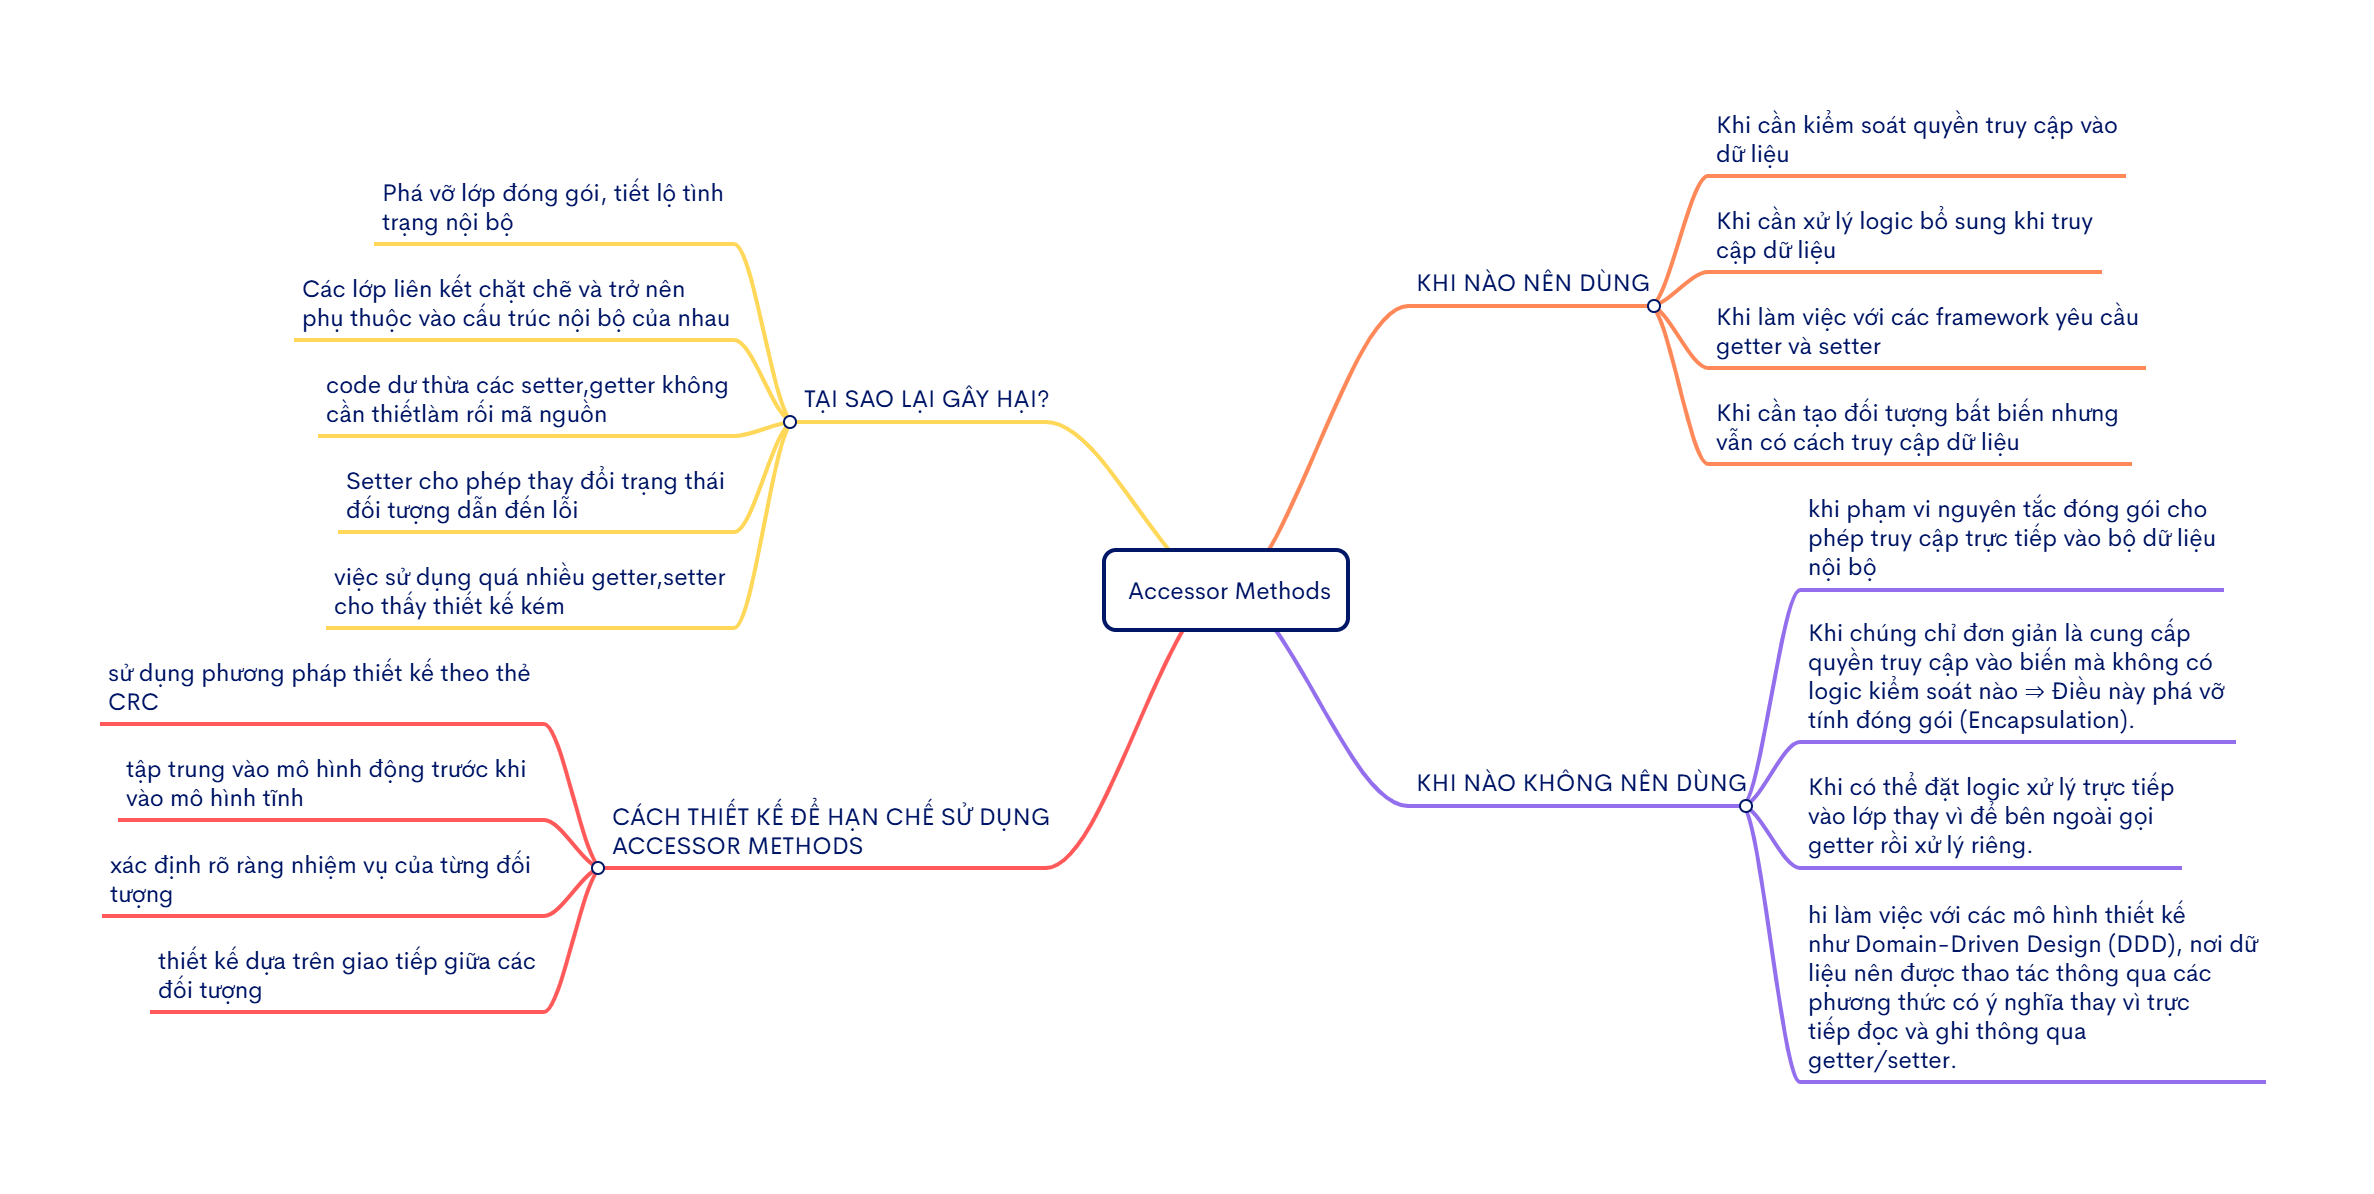 Accessor Methods
KHI NÀO NÊN DÙNG
Khi cần kiểm soát quyền truy cập vào
dữ liệu
Khi cần xử lý logic bổ sung khi truy
cập dữ liệu
Khi làm việc với các framework yêu cầu
getter và setter
Khi cần tạo đối tượng bất biến nhưng
vẫn có cách truy cập dữ liệu
KHI NÀO KHÔNG NÊN DÙNG
khi phạm vi nguyên tắc đóng gói cho
phép truy cập trực tiếp vào bộ dữ liệu
nội bộ
Khi chúng chỉ đơn giản là cung cấp
quyền truy cập vào biến mà không có
logic kiểm soát nào ⇒ Điều này phá vỡ
tính đóng gói (Encapsulation).
Khi có thể đặt logic xử lý trực tiếp
vào lớp thay vì để bên ngoài gọi
getter rồi xử lý riêng.
hi làm việc với các mô hình thiết kế
như Domain-Driven Design (DDD), nơi dữ
liệu nên được thao tác thông qua các
phương thức có ý nghĩa thay vì trực
tiếp đọc và ghi thông qua
getter/setter.
TẠI SAO LẠI GÂY HẠI?
Phá vỡ lớp đóng gói, tiết lộ tình
trạng nội bộ
Các lớp liên kết chặt chẽ và trở nên
phụ thuộc vào cấu trúc nội bộ của nhau
code dư thừa các setter,getter không
cần thiếtlàm rối mã nguồn
Setter cho phép thay đổi trạng thái
đối tượng dẫn đến lỗi
việc sử dụng quá nhiều getter,setter
cho thấy thiết kế kém
CÁCH THIẾT KẾ ĐỂ HẠN CHẾ SỬ DỤNG
ACCESSOR METHODS
sử dụng phương pháp thiết kế theo thẻ
CRC
tập trung vào mô hình động trước khi
vào mô hình tĩnh
xác định rõ ràng nhiệm vụ của từng đối
tượng
thiết kế dựa trên giao tiếp giữa các
đối tượng